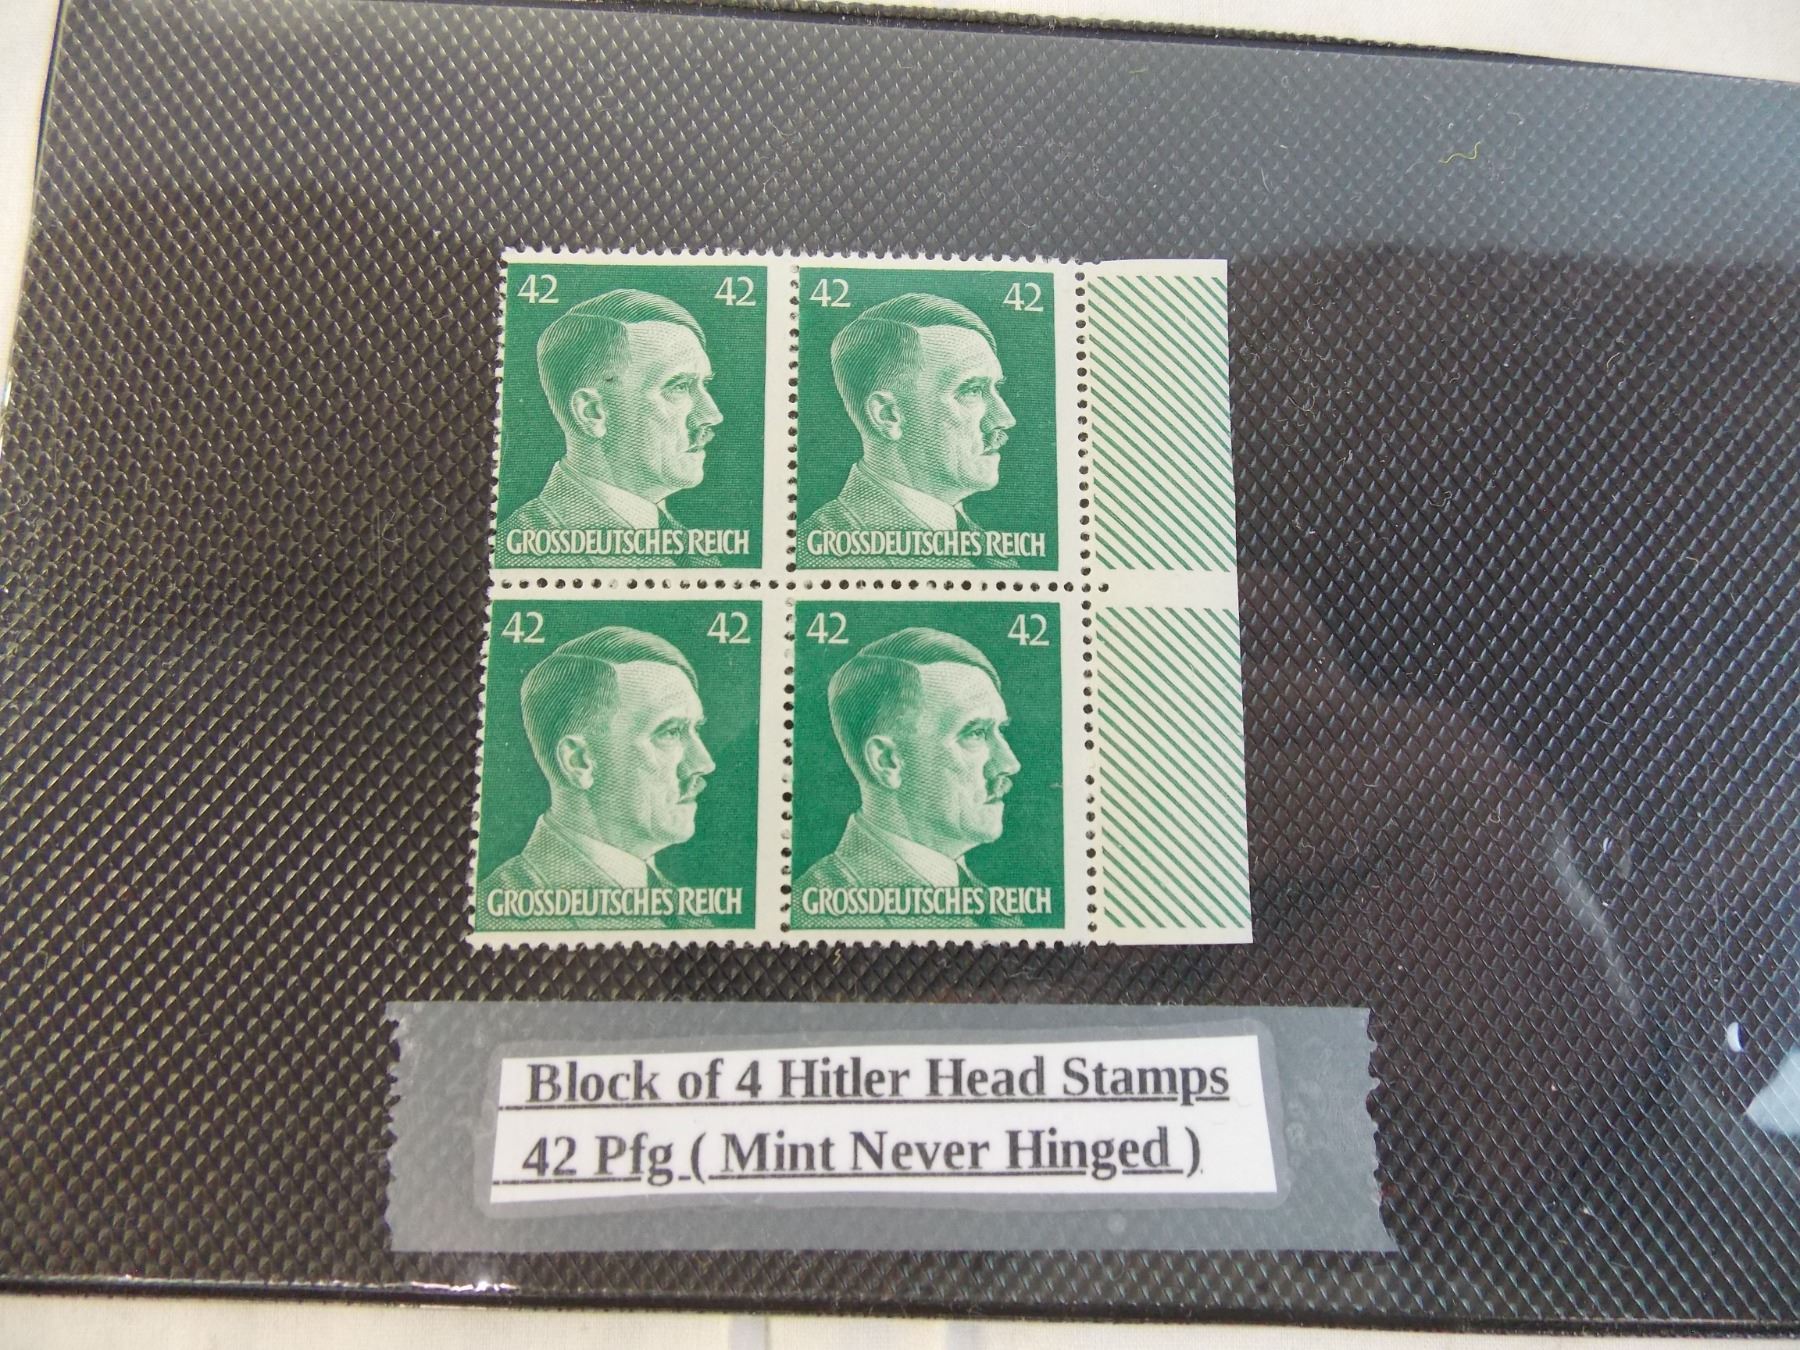 42 42 42 42
GROSSDEUTSCHES REICH GROSSDEUTSCHES REICH
42 42 42 42
GROSSDEUTSCHES REICH GROSSDEUTSCHES REICH
Block of 4 Hitler Head Stamps
42 Pfg ( Mint Never Hinged )